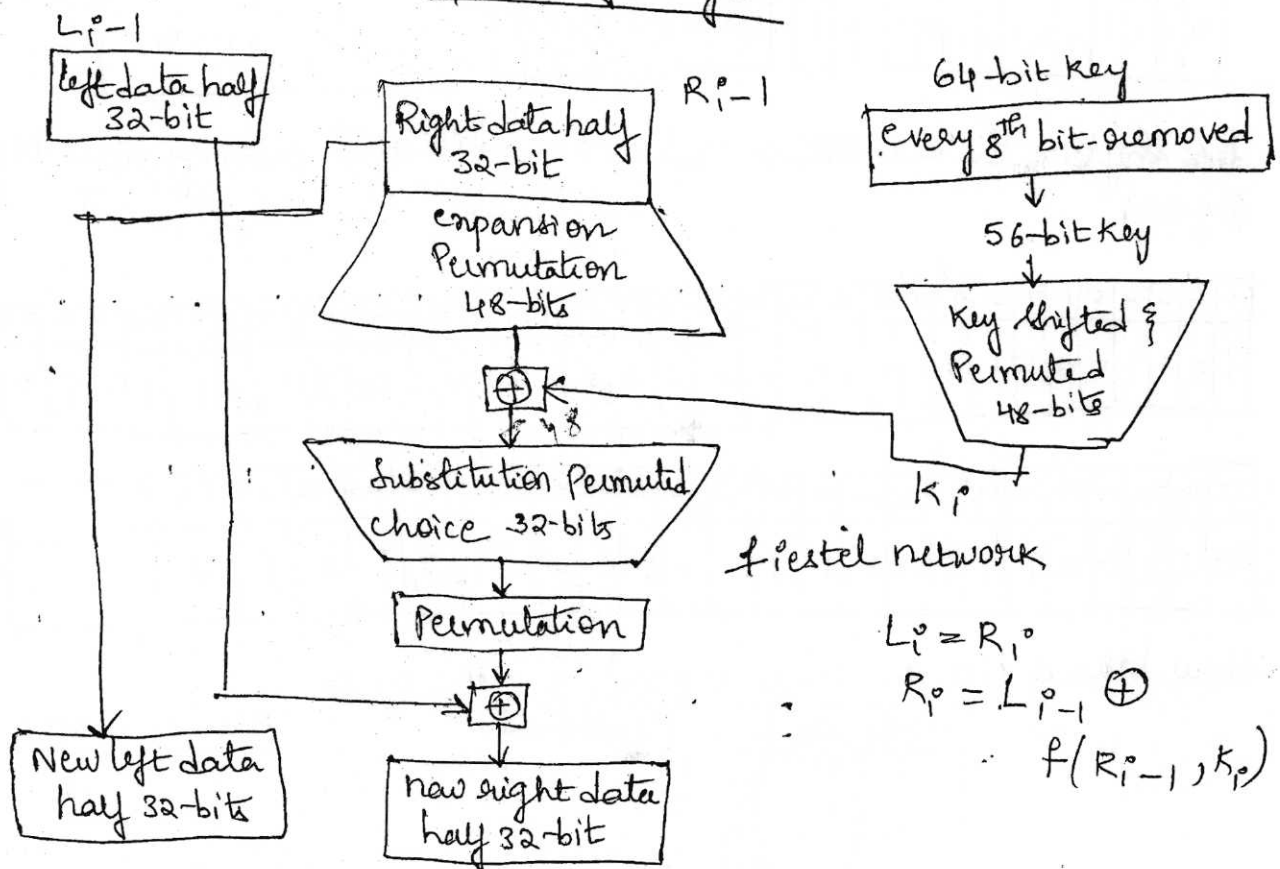 Li-1
left data half
32-bit
Right data half
32-bit
Ri-1
64-bit key
every 8th bit-removed
56-bit key
expansion
Permutation
48-bits
Key shifted &
Permuted
48-bits
⊕
48
Ki
Substitution Permuted
choice 32-bits
fiestel network
Permutation
Li = Ri
Ri = Li-1 ⊕
f(Ri-1, Ki)
⊕
New left data
half 32-bits
new right data
half 32-bit